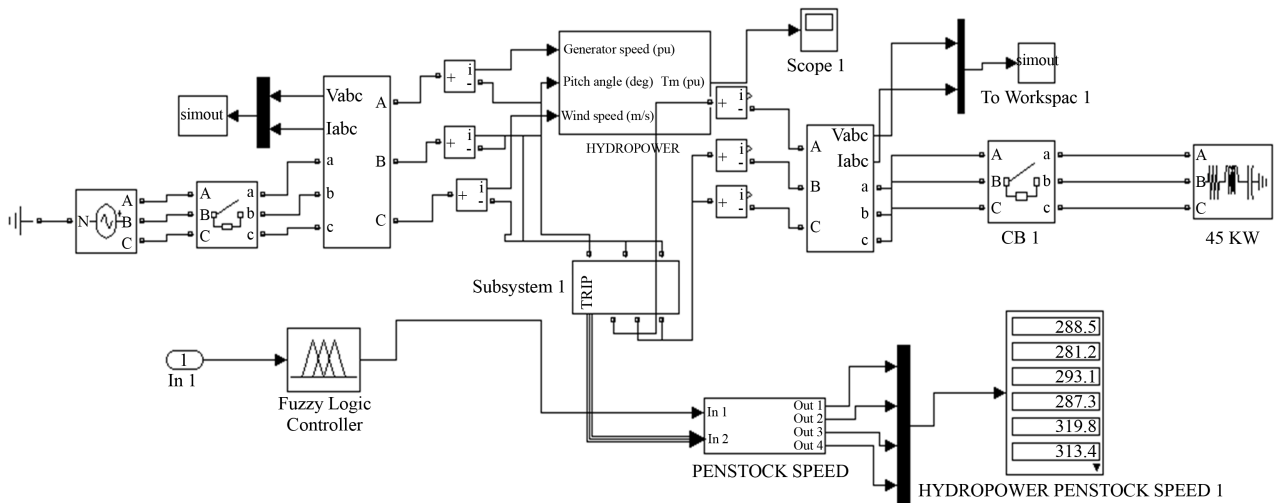 Generator speed (pu)
Pitch angle (deg) Tm (pu)
Wind speed (m/s)
HYDROPOWER
Scope 1
simout
To Workspac 1
simout
Vabc
Iabc
a
b
c
A
B
C
+ i -
+ i -
+ i -
+ i -
+ i -
+ i -
N
A
B
C
A
B
C
a
b
c
A
B
C
Vabc
Iabc
a
b
c
A
B
C
a
b
c
CB 1
A
B
C
45 KW
Subsystem 1
TRIP
1
In 1
Fuzzy Logic
Controller
In 1
In 2
Out 1
Out 2
Out 3
Out 4
PENSTOCK SPEED
288.5
281.2
293.1
287.3
319.8
313.4
HYDROPOWER PENSTOCK SPEED 1